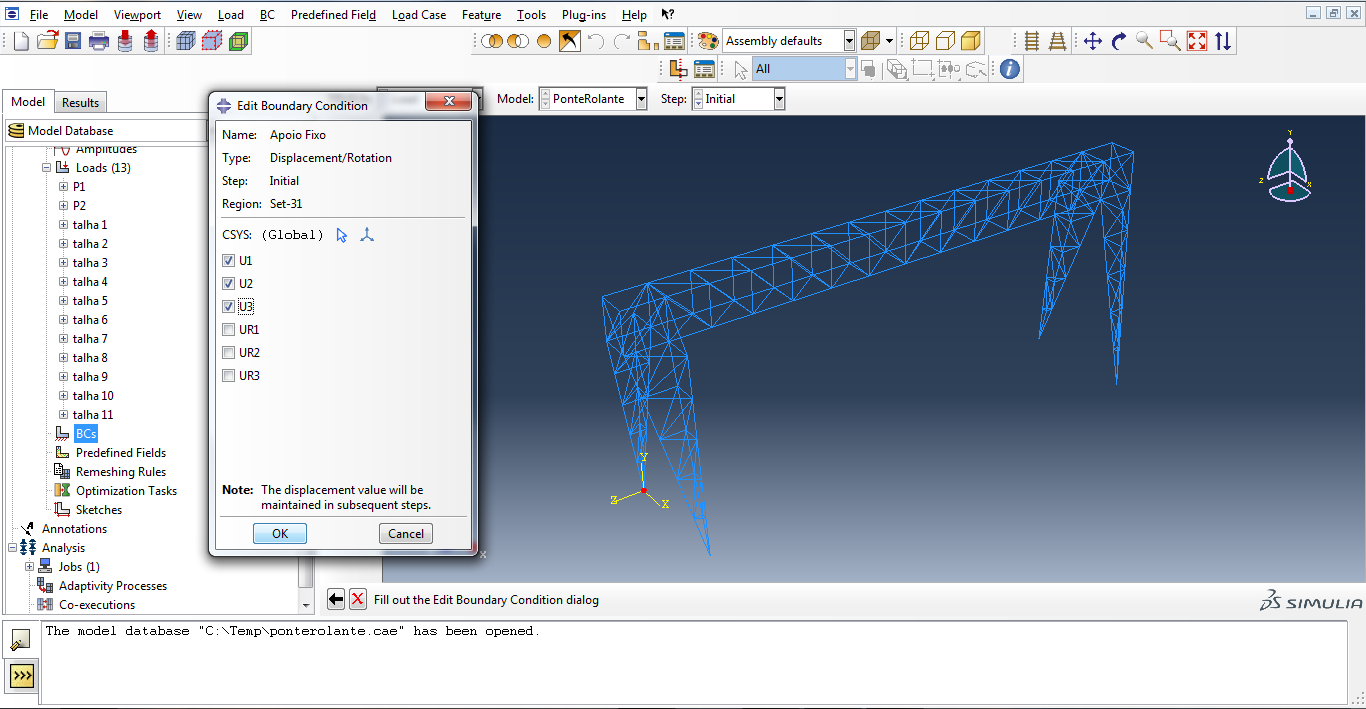 File Model Viewport View Load BC Predefined Field Load Case Feature Tools Plug-ins Help
Assembly defaults
All
Model Results
Model: PonteRolante Step: Initial
Model Database
Amplitudes
Loads (13)
P1
P2
talha 1
talha 2
talha 3
talha 4
talha 5
talha 6
talha 7
talha 8
talha 9
talha 10
talha 11
BCs
Predefined Fields
Remeshing Rules
Optimization Tasks
Sketches
Annotations
Analysis
Jobs (1)
Adaptivity Processes
Co-executions
Edit Boundary Condition
Name: Apoio Fixo
Type: Displacement/Rotation
Step: Initial
Region: Set-31
CSYS: (Global)
U1
U2
U3
UR1
UR2
UR3
Note: The displacement value will be
maintained in subsequent steps.
OK Cancel
Y
Z X
Y
Z X
X
Fill out the Edit Boundary Condition dialog
SIMULIA
The model database "C:\Temp\ponterolante.cae" has been opened.
>>>